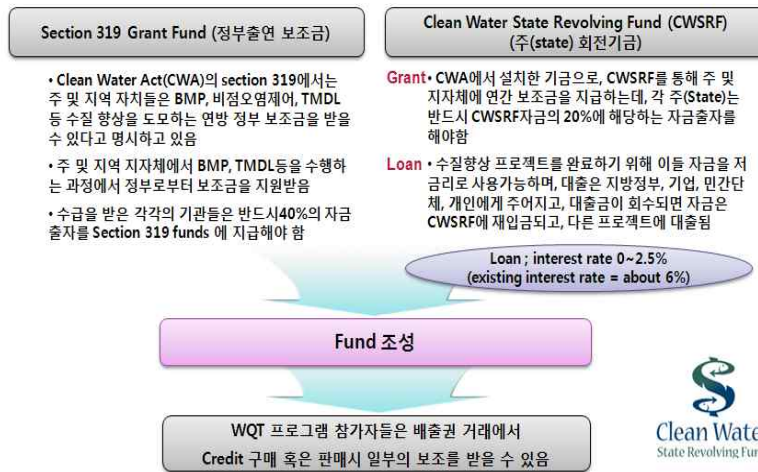 Section 319 Grant Fund (정부출연 보조금)
• Clean Water Act(CWA)의 section 319에서는
주 및 지역 자치들은 BMP, 비점오염제어, TMDL
등 수질 향상을 도모하는 연방 정부 보조금을 받을
수 있다고 명시하고 있음
• 주 및 지역 지자체에서 BMP, TMDL등을 수행하
는 과정에서 정부로부터 보조금을 지원받음
• 수급을 받은 각각의 기관들은 반드시40%의 자금
출자를 Section 319 funds 에 지급해야 함
Clean Water State Revolving Fund (CWSRF)
(주(state) 회전기금)
Grant • CWA에서 설치한 기금으로, CWSRF를 통해 주 및
지자체에 연간 보조금을 지급하는데, 각 주(State)는
반드시 CWSRF자금의 20%에 해당하는 자금출자를
해야함
Loan • 수질향상 프로젝트를 완료하기 위해 이들 자금을 저
금리로 사용가능하며, 대출은 지방정부, 기업, 민간단
체, 개인에게 주어지고, 대출금이 회수되면 자금은
CWSRF에 재입금되고, 다른 프로젝트에 대출됨
Loan ; interest rate 0~2.5%
(existing interest rate = about 6%)
Fund 조성
WQT 프로그램 참가자들은 배출권 거래에서
Credit 구매 혹은 판매시 일부의 보조를 받을 수 있음
Clean Wate
State Revolving Fun